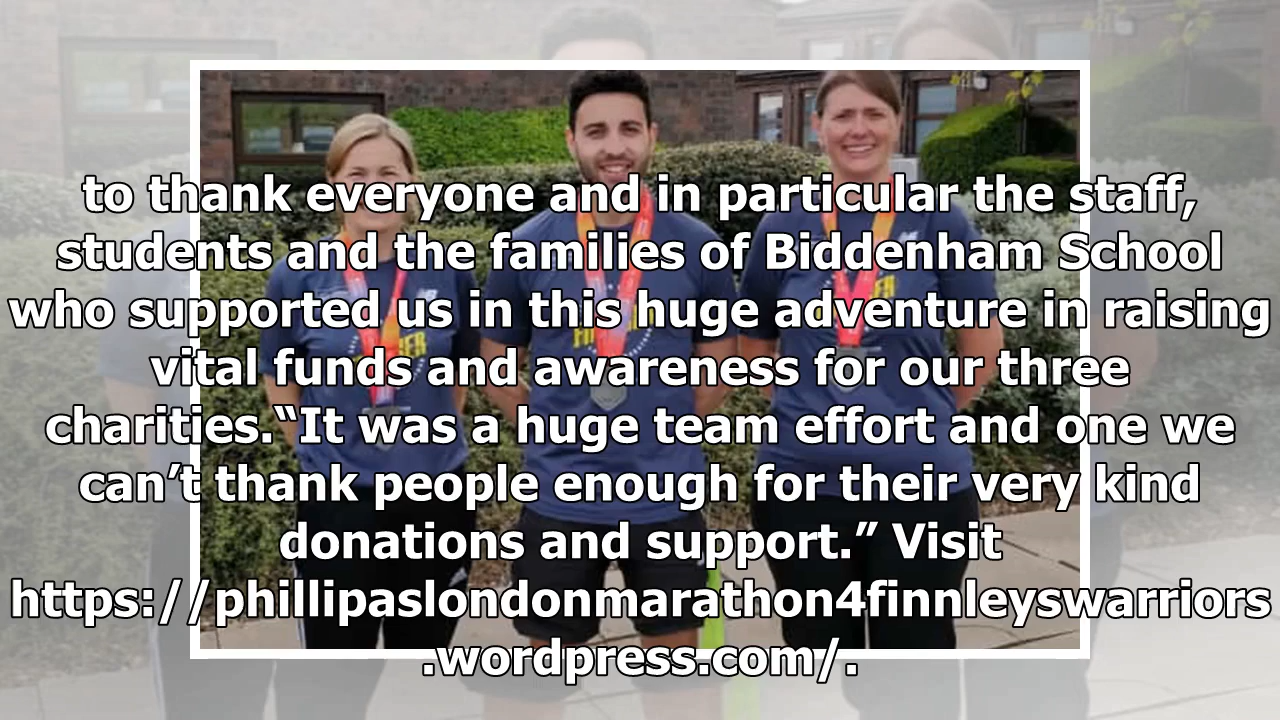 to thank everyone and in particular the staff,
students and the families of Biddenham School
who supported us in this huge adventure in raising
vital funds and awareness for our three
charities.“It was a huge team effort and one we
can’t thank people enough for their very kind
donations and support.” Visit
https://phillipaslondonmarathon4finnleyswarriors
.wordpress.com/.